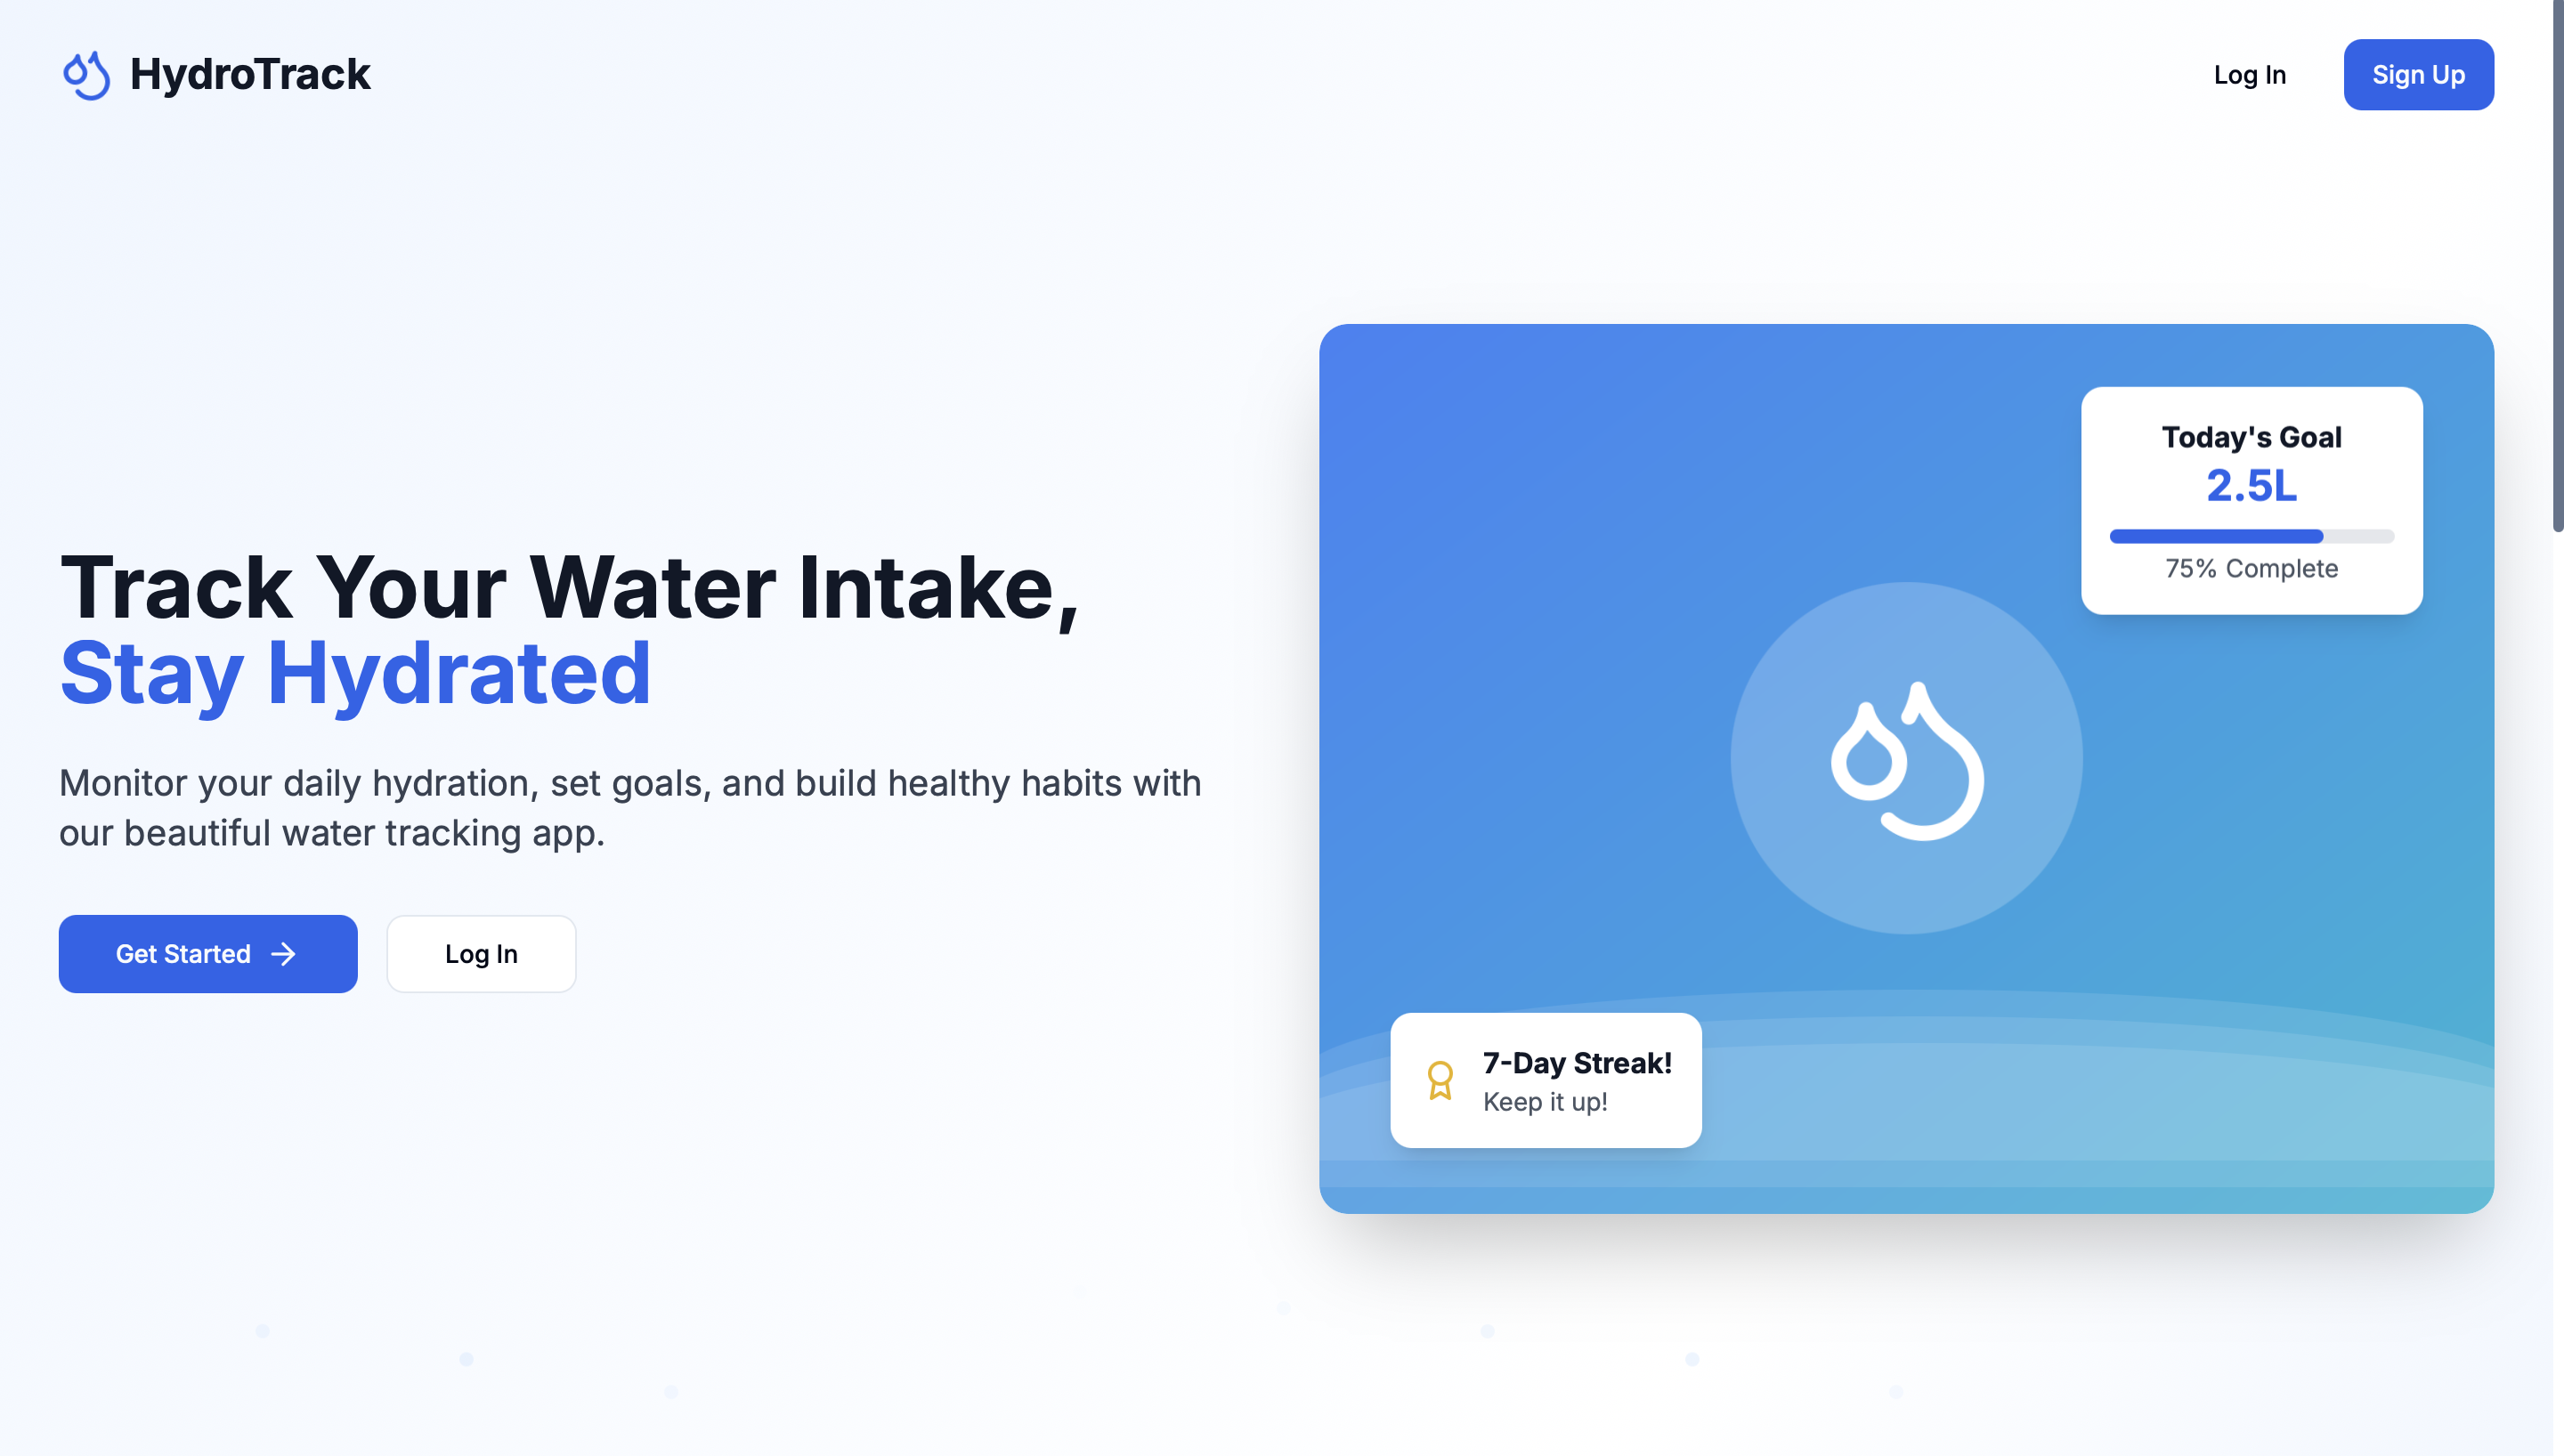 HydroTrack
Log In
Sign Up
Track Your Water Intake,
Stay Hydrated
Monitor your daily hydration, set goals, and build healthy habits with
our beautiful water tracking app.
Get Started
Log In
Today's Goal
2.5L
75% Complete
7-Day Streak!
Keep it up!